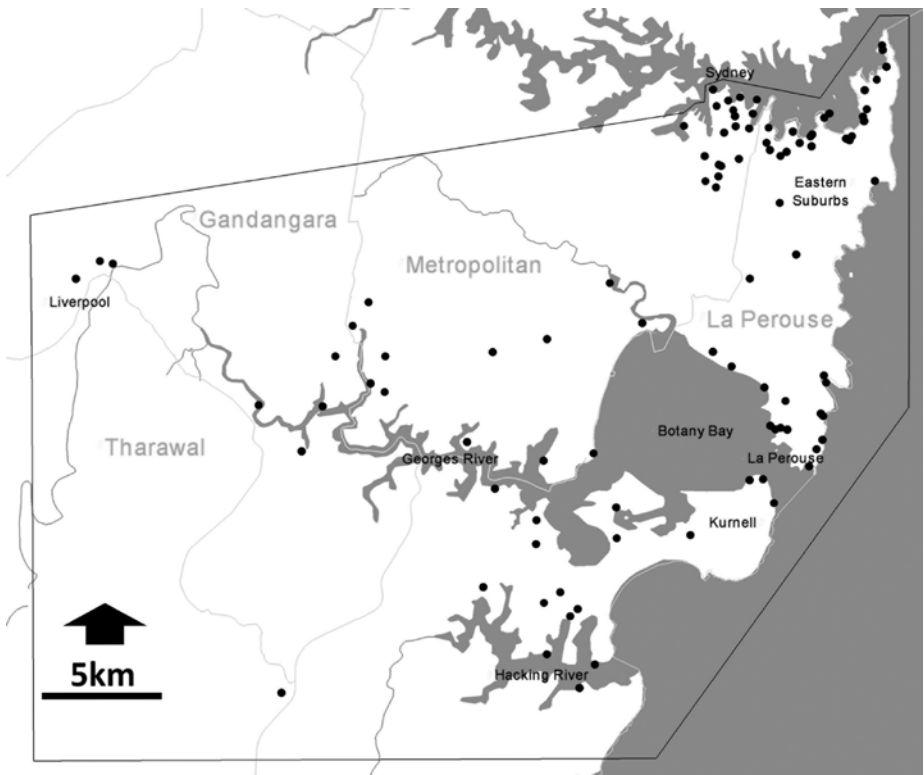 Sydney
Eastern
Suburbs
Gandangara
Metropolitan
Liverpool
La Perouse
Tharawal
Botany Bay
Georges River
La Perouse
Kurnell
5km
Hacking River